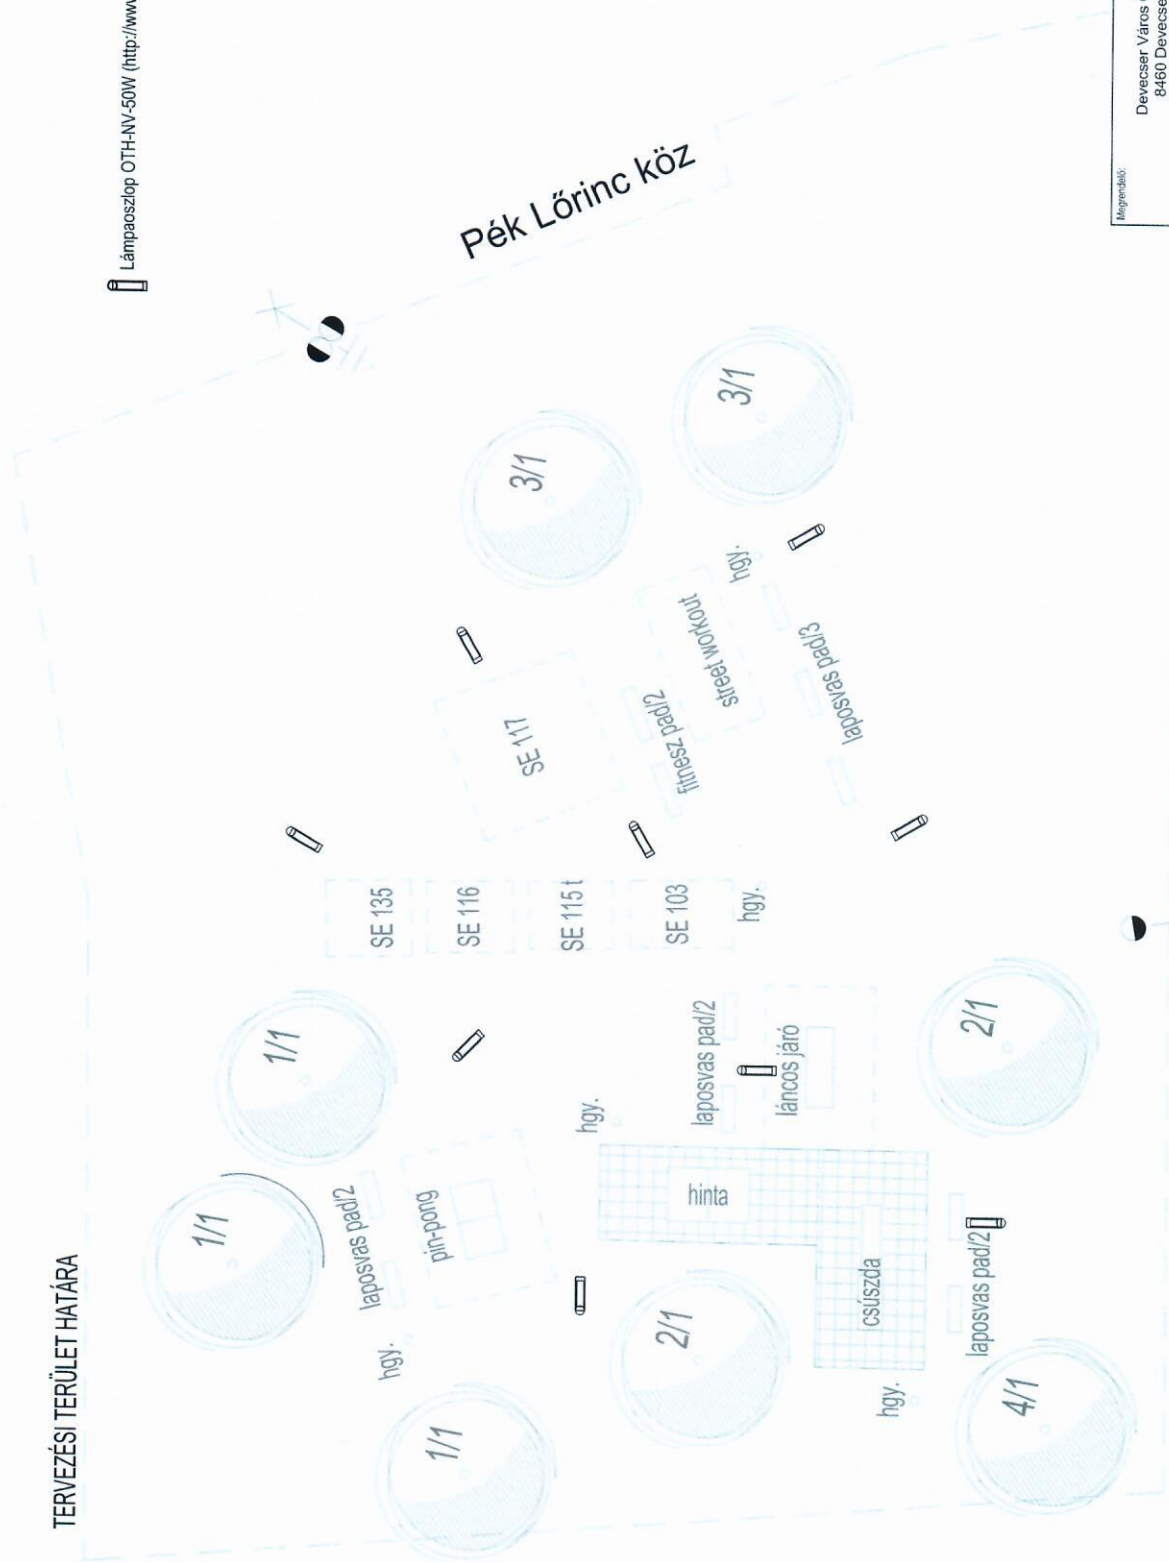 TERVEZÉSI TERÜLET HATÁRA
Lámpaoszlop OTH-NV-50W (http://www
Pék Lőrinc köz
Megrendelő:
Devecser Város
8460 Devecse
1/1
1/1
1/1
laposvas pad/2
pin-pong
hgy.
SE 135
SE 116
SE 115 t
SE 103
hgy.
SE 117
fitnesz pad/2
street workout
hgy.
laposvas pad/3
3/1
3/1
hgy.
laposvas pad/2
láncos járó
hinta
csúszda
2/1
2/1
laposvas pad/2
hgy.
4/1